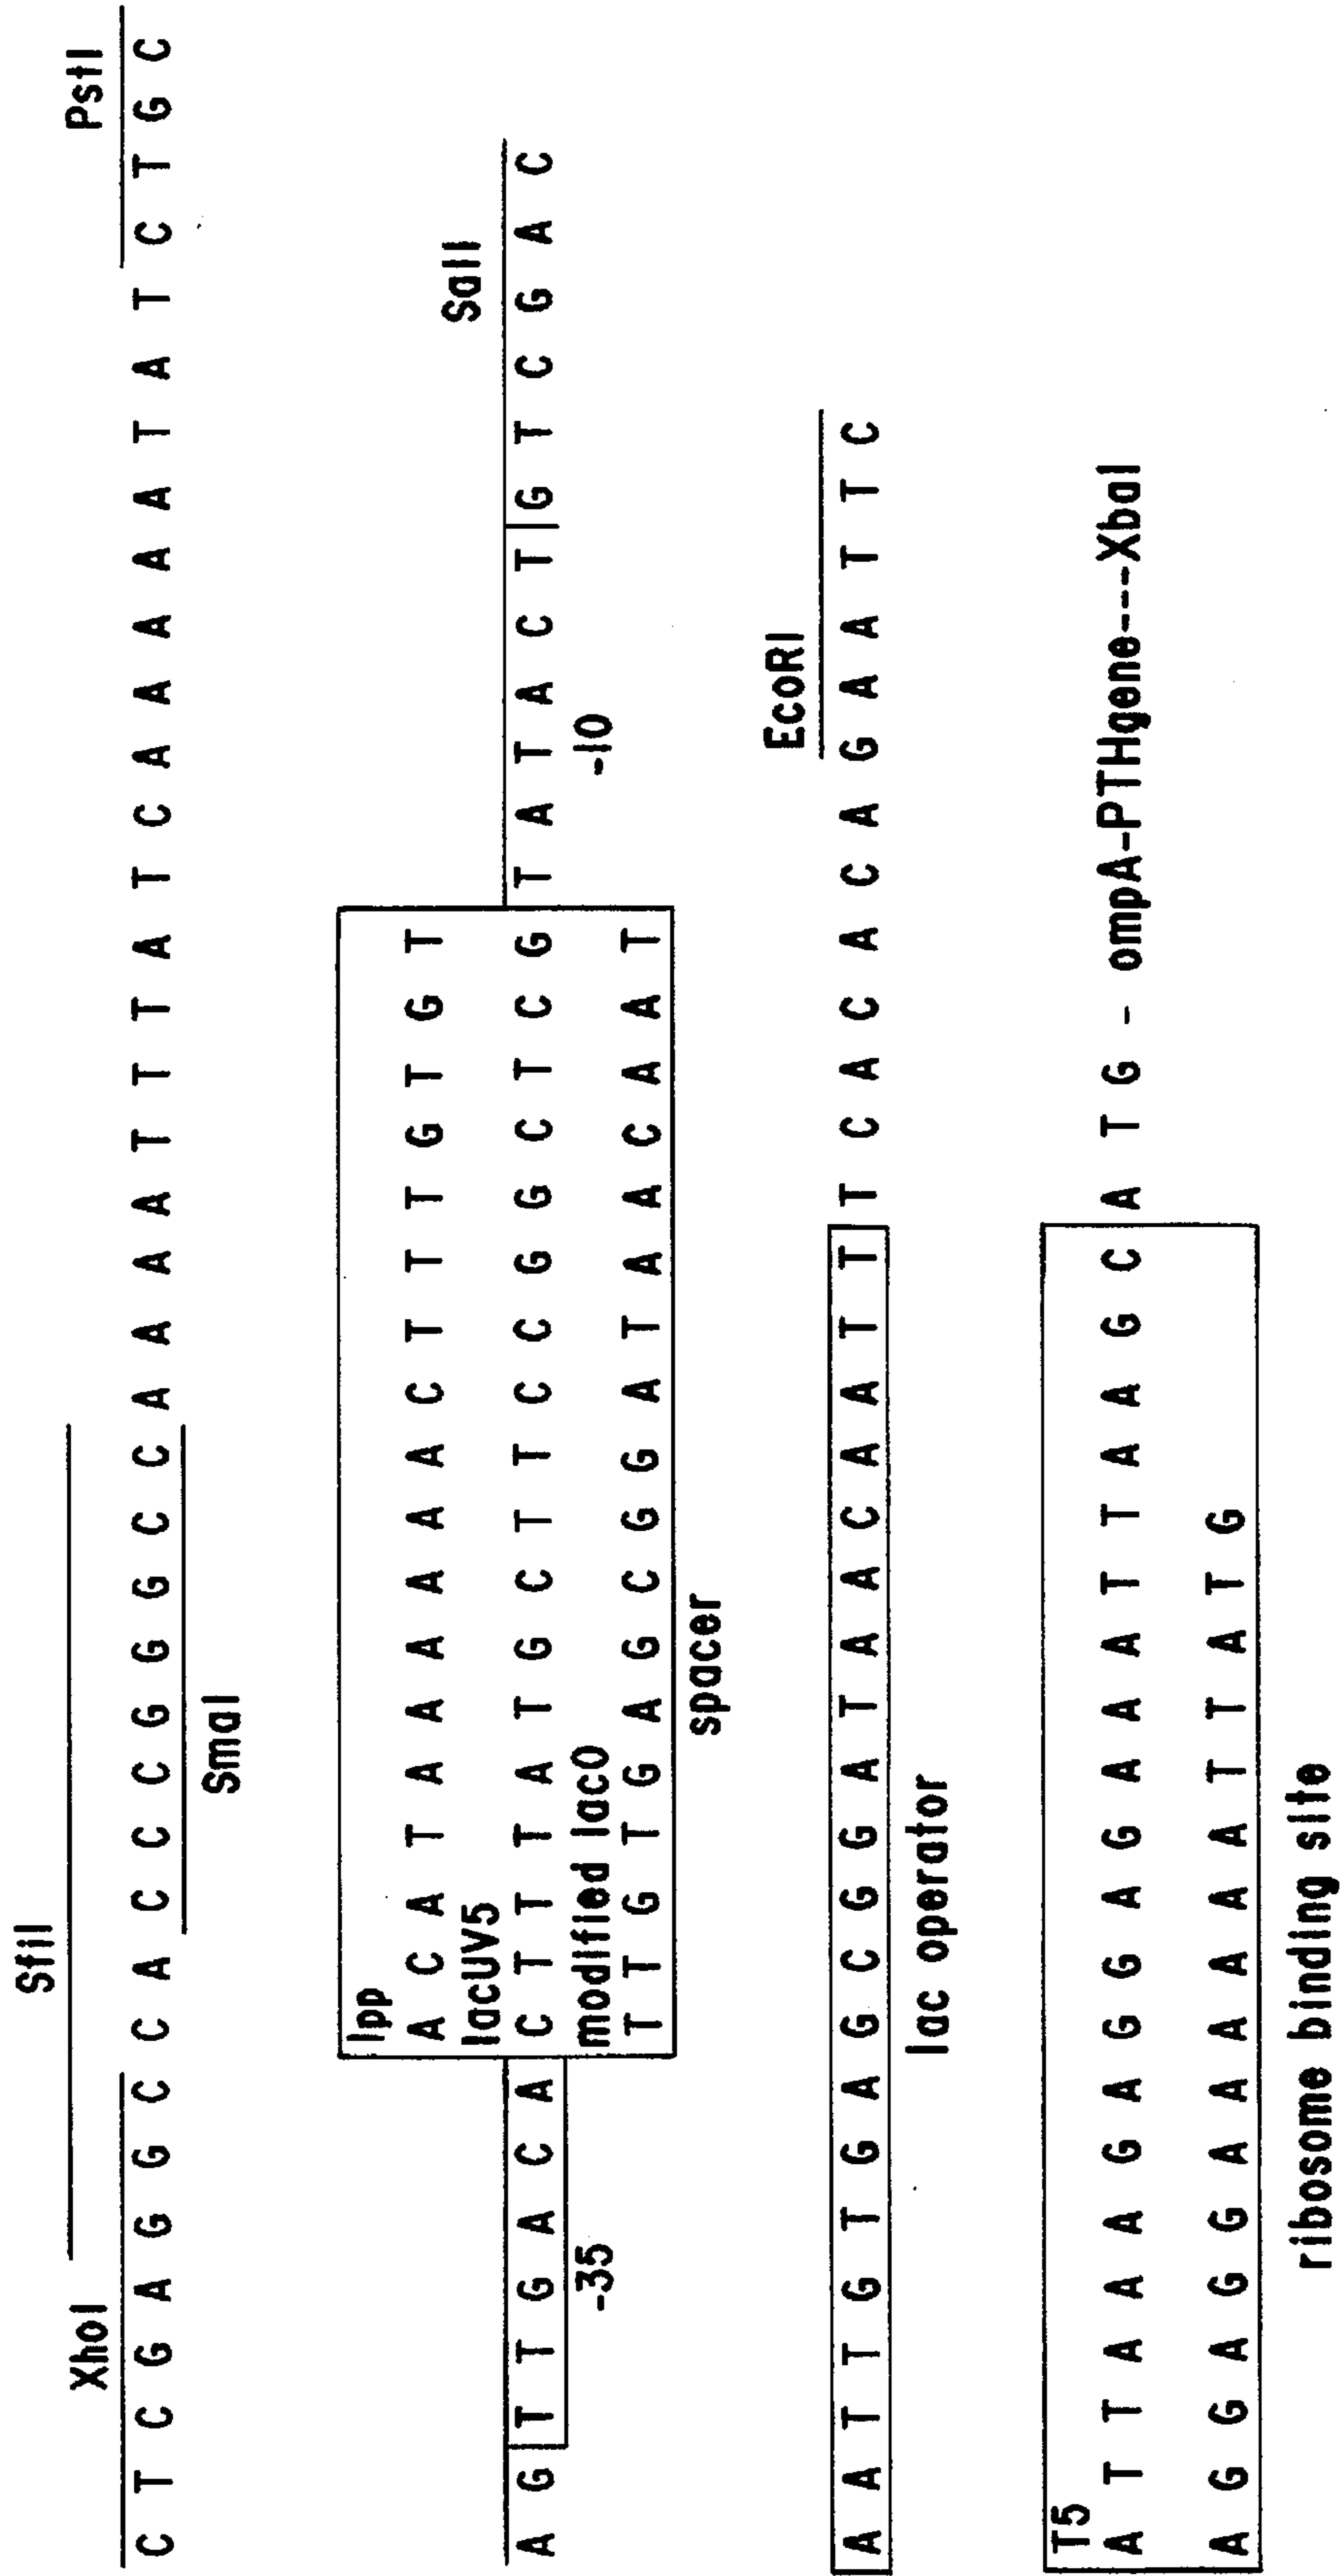 SfiI
XhoI PstI
C T C G A G G C C A C C C G G G C C A A A A T T T A T C A A A A A T A T C T G C
SmaI
lpp
A C A T A A A A A A C T T T G T G T
lacUV5 SalI
A G T T G A C A C T T T A T G C T T C C G G C T C G T A T A C T G T C G A C
-35 modified lacO -10
T T G T G A G C G G A T A A C A A T
spacer
EcoRI
A A T T G T G A G C G G A T A A C A A T T T C A C A C A G A A T T C
lac operator
T5
A T T A A A G A G G A G A A A T T A A G C A T G - ompA-PTHgene---XbaI
A G G A G G A A A A A A T T A T G
ribosome binding site